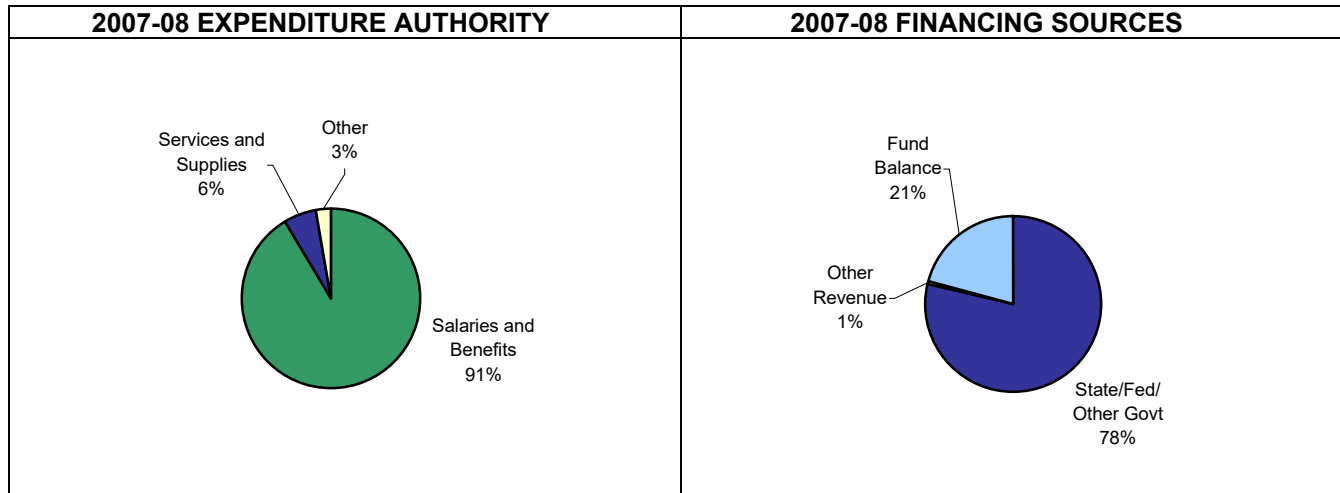 2007-08 EXPENDITURE AUTHORITY
Services and
Supplies
6%
Other
3%
Salaries and
Benefits
91%
2007-08 FINANCING SOURCES
Fund
Balance
21%
Other
Revenue
1%
State/Fed/
Other Govt
78%